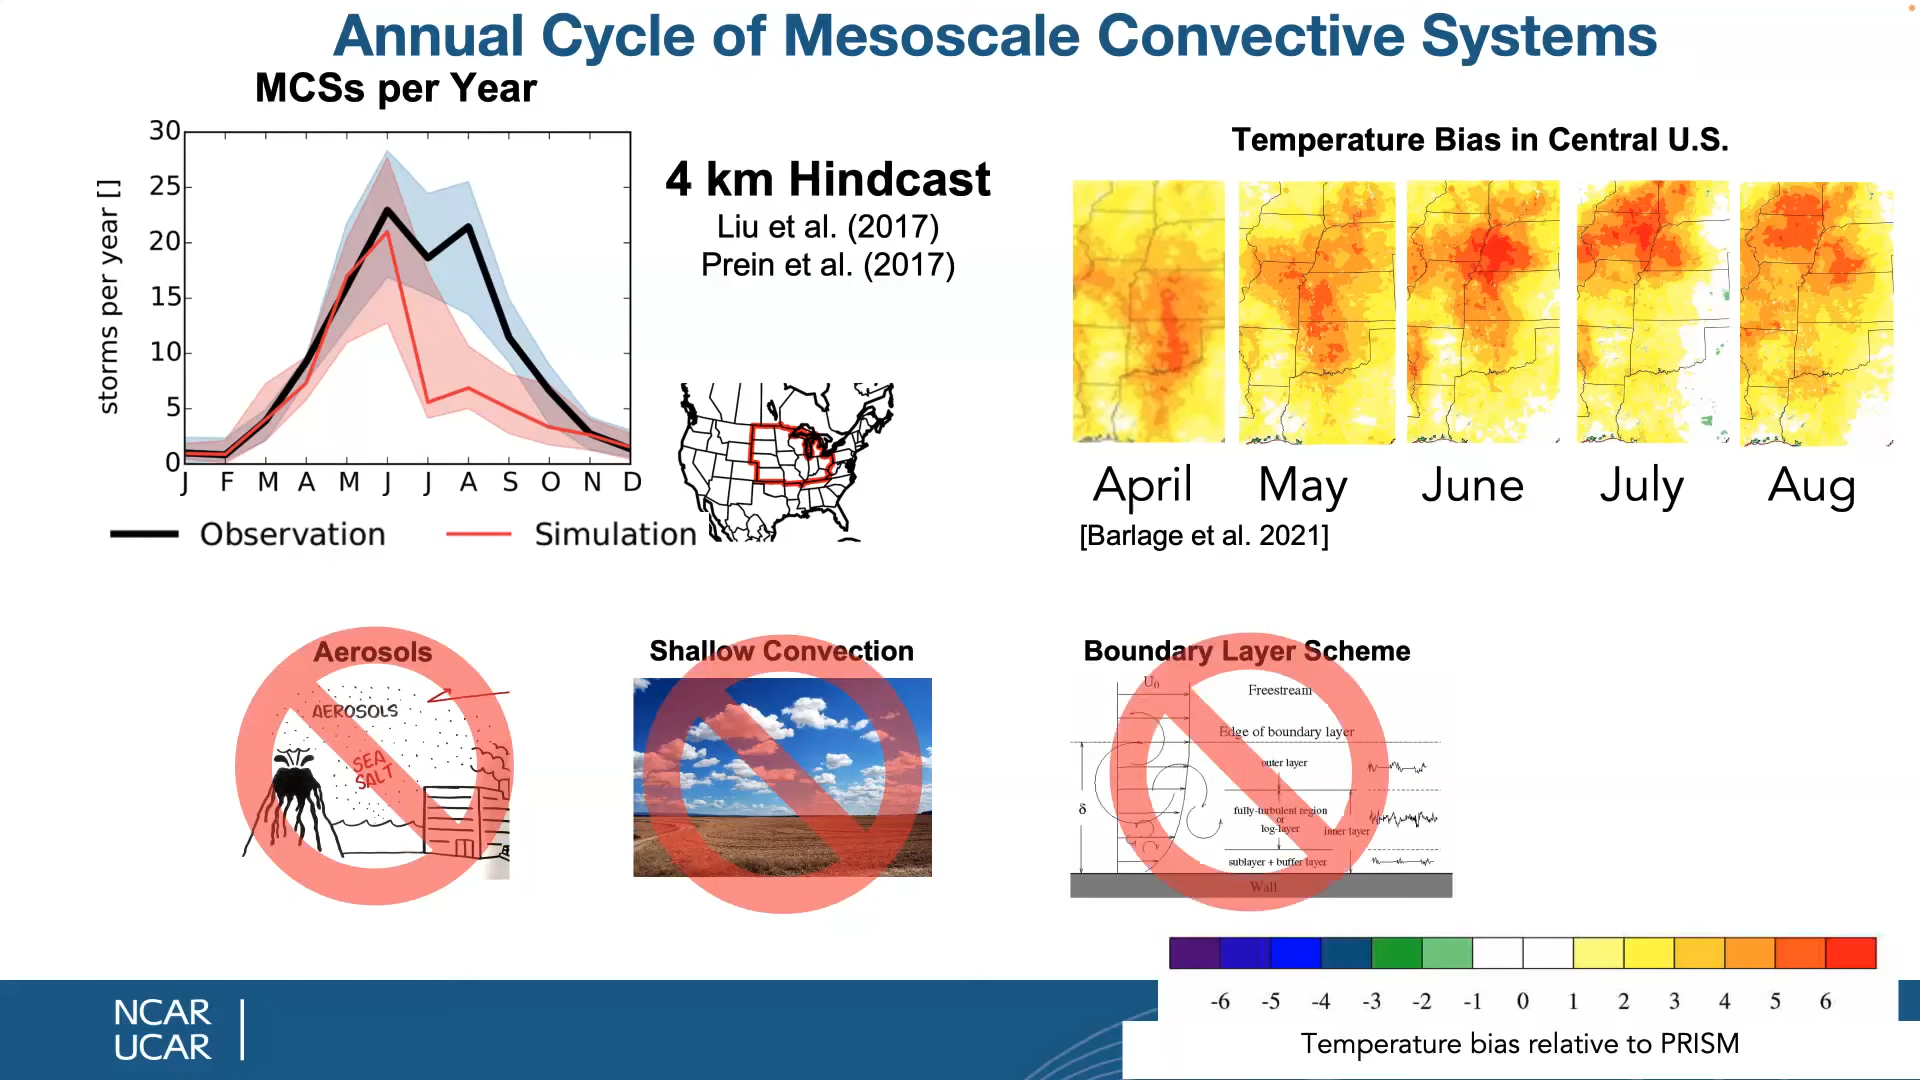 Annual Cycle of Mesoscale Convective Systems
MCSs per Year
30
25
20
15
10
5
0
storms per year []
J F M A M J J A S O N D
Observation
Simulation
4 km Hindcast
Liu et al. (2017)
Prein et al. (2017)
Temperature Bias in Central U.S.
April May June July Aug
[Barlage et al. 2021]
Aerosols
AEROSOLS
SEA
SALT
Shallow Convection
Boundary Layer Scheme
U₀
Freestream
Edge of boundary layer
outer layer
δ
fully-turbulent region
or
log-layer
inner layer
sublayer + buffer layer
Wall
-6 -5 -4 -3 -2 -1 0 1 2 3 4 5 6
Temperature bias relative to PRISM
NCAR
UCAR